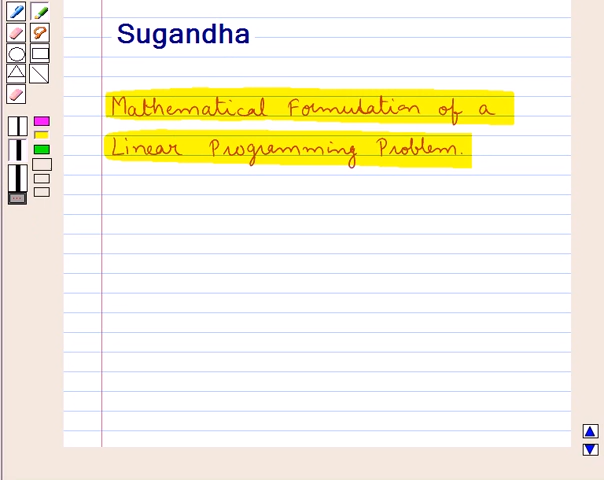 Sugandha
Mathematical Formulation of a
Linear Programming Problem.